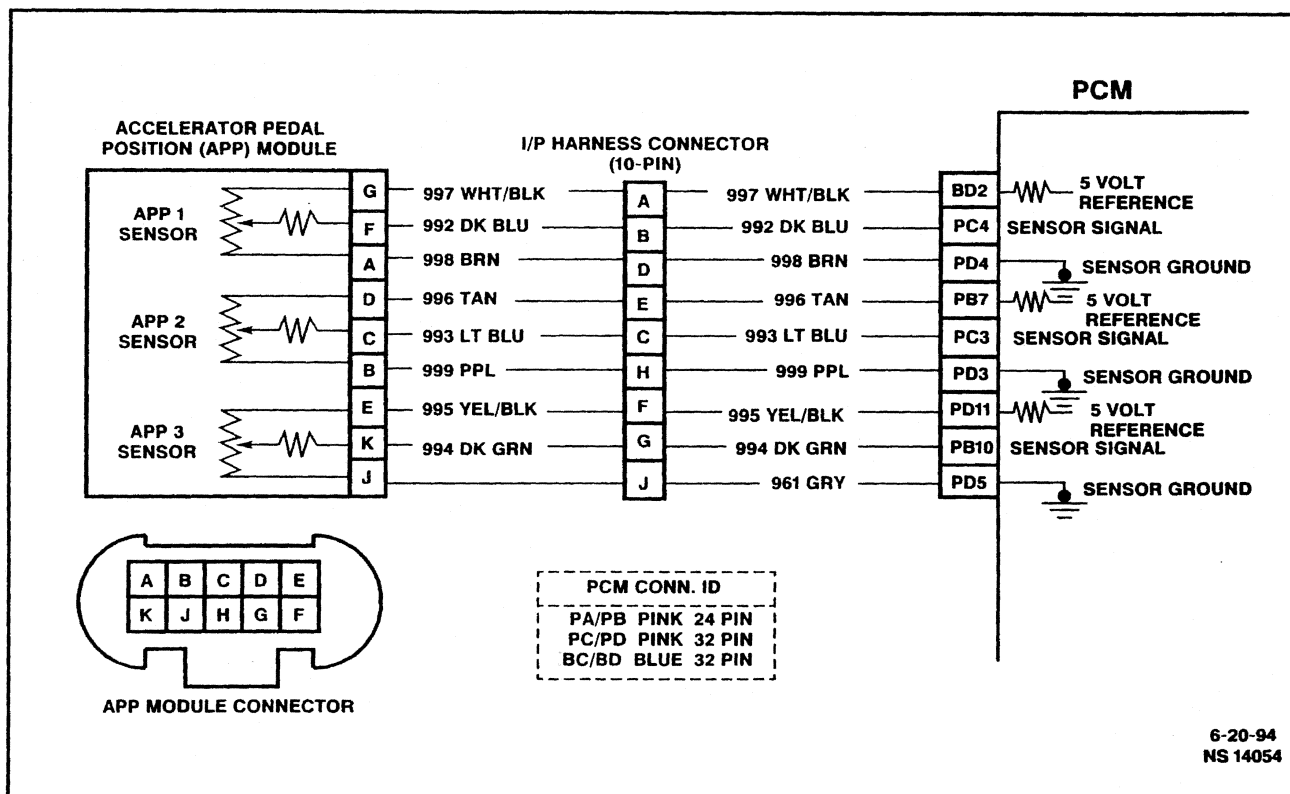 PCM
ACCELERATOR PEDAL
POSITION (APP) MODULE
I/P HARNESS CONNECTOR
(10-PIN)
G 997 WHT/BLK A 997 WHT/BLK BD2 5 VOLT
REFERENCE
APP 1
SENSOR
F 992 DK BLU B 992 DK BLU PC4 SENSOR SIGNAL
A 998 BRN D 998 BRN PD4 SENSOR GROUND
D 996 TAN E 996 TAN PB7 5 VOLT
REFERENCE
APP 2
SENSOR
C 993 LT BLU C 993 LT BLU PC3 SENSOR SIGNAL
B 999 PPL H 999 PPL PD3 SENSOR GROUND
E 995 YEL/BLK F 995 YEL/BLK PD11 5 VOLT
REFERENCE
APP 3
SENSOR
K 994 DK GRN G 994 DK GRN PB10 SENSOR SIGNAL
J J 961 GRY PD5 SENSOR GROUND
A B C D E
K J H G F
APP MODULE CONNECTOR
PCM CONN. ID
PA/PB PINK 24 PIN
PC/PD PINK 32 PIN
BC/BD BLUE 32 PIN
6-20-94
NS 14054